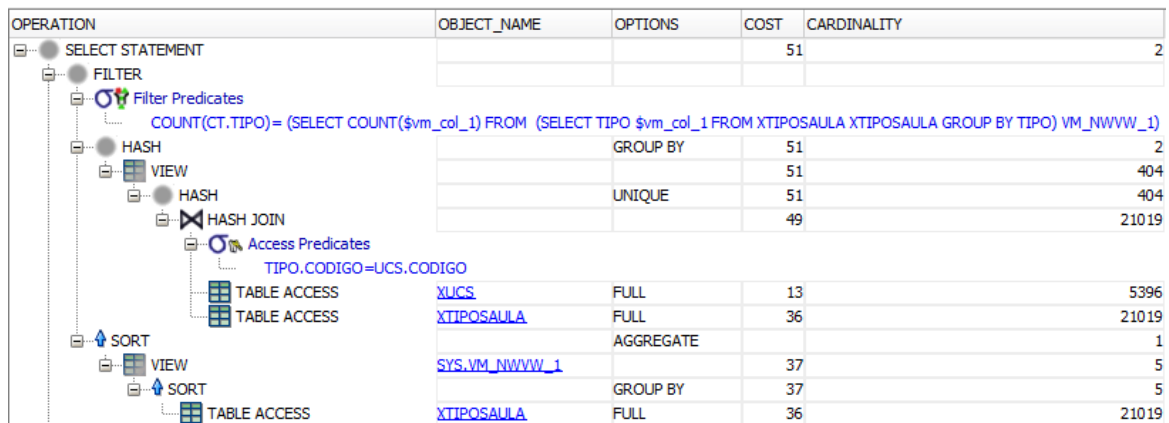 OPERATION OBJECT_NAME OPTIONS COST CARDINALITY
SELECT STATEMENT 51 2
FILTER
Filter Predicates
COUNT(CT.TIPO)= (SELECT COUNT($vm_col_1) FROM (SELECT TIPO $vm_col_1 FROM XTIPOSAULA XTIPOSAULA GROUP BY TIPO) VM_NWVW_1)
HASH GROUP BY 51 2
VIEW 51 404
HASH UNIQUE 51 404
HASH JOIN 49 21019
Access Predicates
TIPO.CODIGO=UCS.CODIGO
TABLE ACCESS XUCS FULL 13 5396
TABLE ACCESS XTIPOSAULA FULL 36 21019
SORT AGGREGATE 1
VIEW SYS.VM_NWVW_1 37 5
SORT GROUP BY 37 5
TABLE ACCESS XTIPOSAULA FULL 36 21019